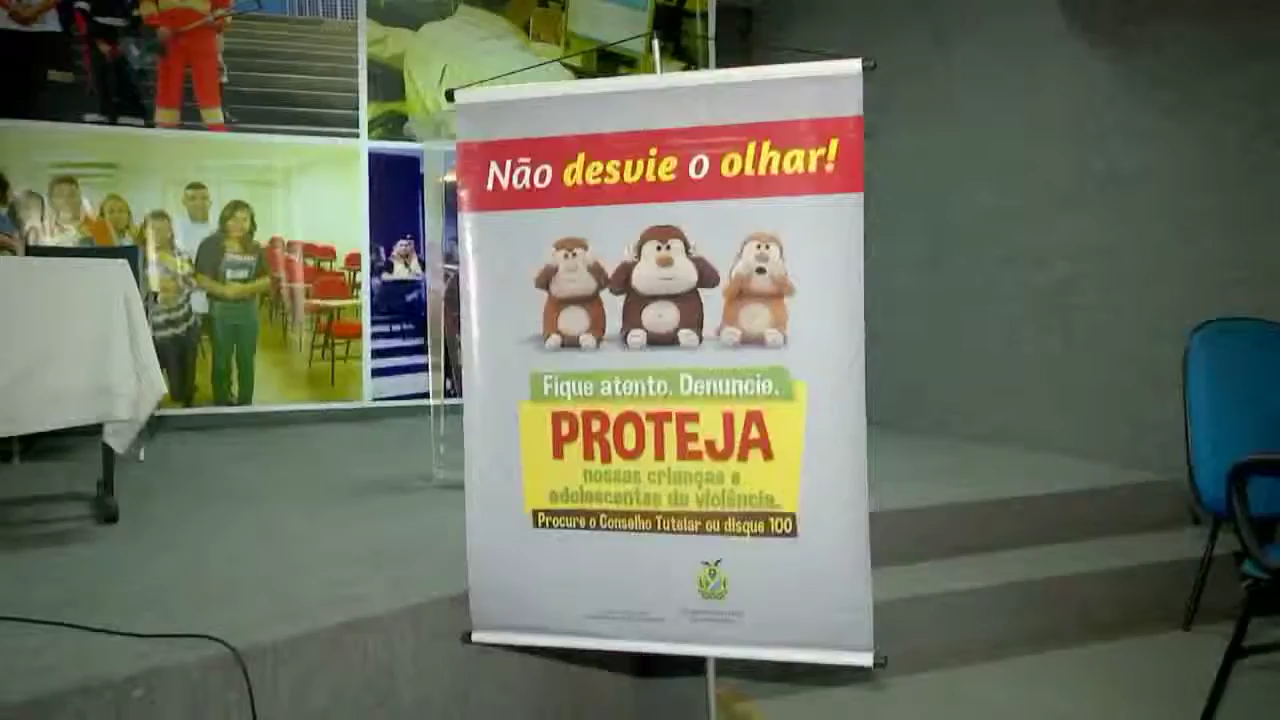 Não desvie o olhar!
Fique atento. Denuncie.
PROTEJA
nossas crianças e
adolescentes da violência.
Procure o Conselho Tutelar ou disque 100